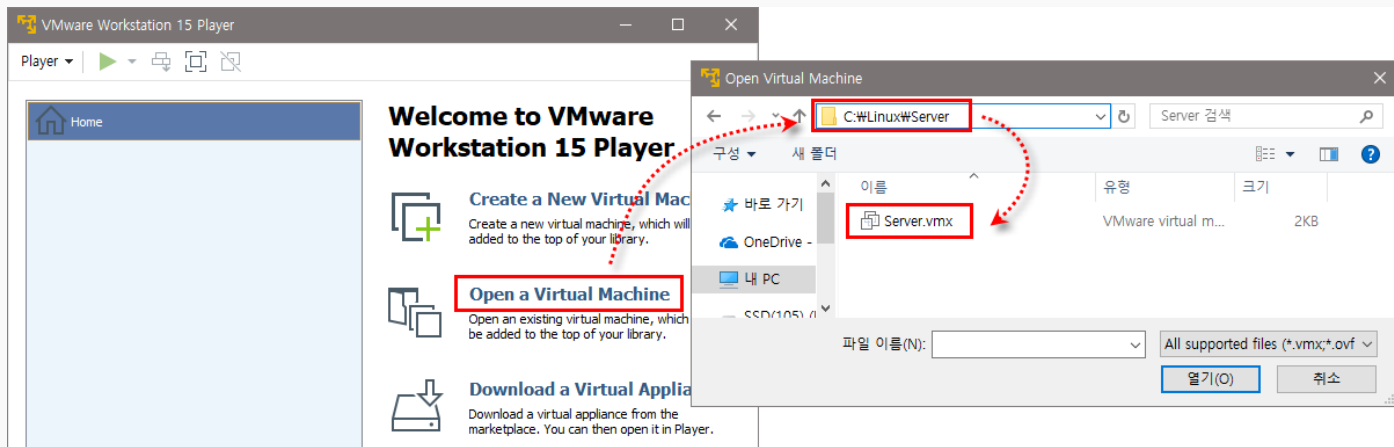 VMware Workstation 15 Player
Player
Home
Welcome to VMware
Workstation 15 Player
Create a New Virtual Mac
Create a new virtual machine, which will
added to the top of your library.
Open a Virtual Machine
Open an existing virtual machine, which
be added to the top of your library.
Download a Virtual Applia
Download a virtual appliance from the
marketplace. You can then open it in Player.
Open Virtual Machine
C:₩Linux₩Server
Server 검색
구성
새 폴더
바로 가기
OneDrive -
내 PC
SSD(105) (
이름
유형
크기
Server.vmx
VMware virtual m...
2KB
파일 이름(N):
All supported files (*.vmx;*.ovf
열기(O)
취소